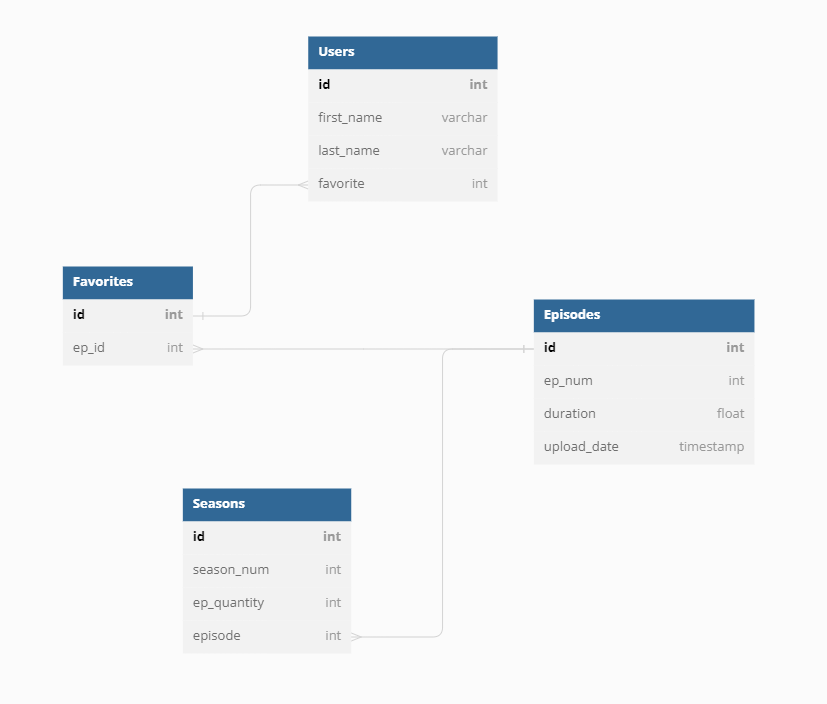 Users
id int
first_name varchar
last_name varchar
favorite int
Favorites
id int
ep_id int
Episodes
id int
ep_num int
duration float
upload_date timestamp
Seasons
id int
season_num int
ep_quantity int
episode int